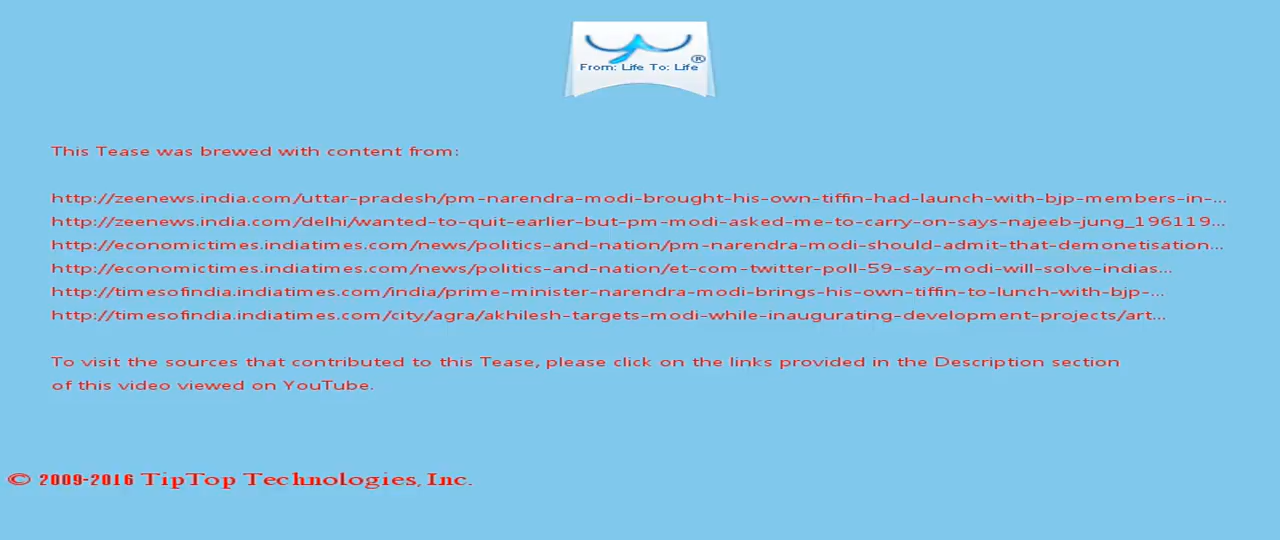 From: Life To: Life ®
This Tease was brewed with content from:
http://zeenews.india.com/uttar-pradesh/pm-narendra-modi-brought-his-own-tiffin-had-launch-with-bjp-members-in-...
http://zeenews.india.com/delhi/wanted-to-quit-earlier-but-pm-modi-asked-me-to-carry-on-says-najeeb-jung_196119...
http://economictimes.indiatimes.com/news/politics-and-nation/pm-narendra-modi-should-admit-that-demonetisation...
http://economictimes.indiatimes.com/news/politics-and-nation/et-com-twitter-poll-59-say-modi-will-solve-indias...
http://timesofindia.indiatimes.com/india/prime-minister-narendra-modi-brings-his-own-tiffin-to-lunch-with-bjp-...
http://timesofindia.indiatimes.com/city/agra/akhilesh-targets-modi-while-inaugurating-development-projects/art...
To visit the sources that contributed to this Tease, please click on the links provided in the Description section
of this video viewed on YouTube.
© 2009-2016 TipTop Technologies, Inc.